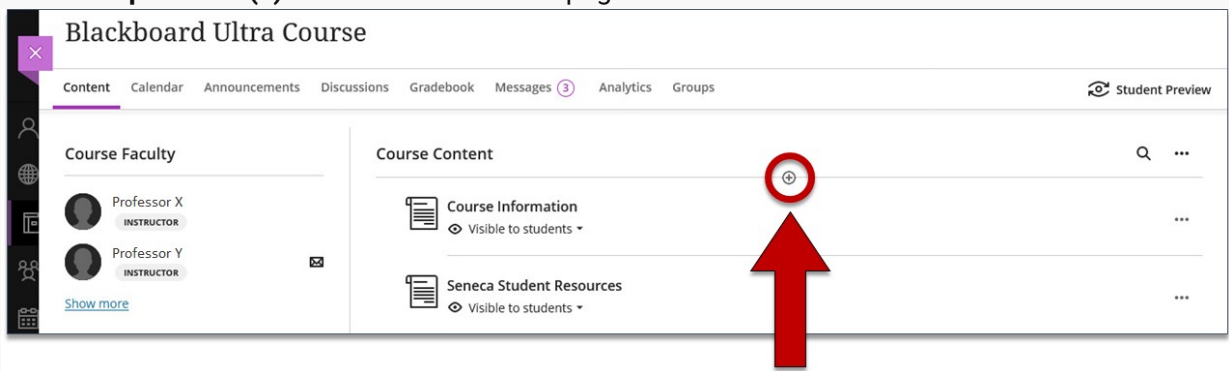 Blackboard Ultra Course
Content Calendar Announcements Discussions Gradebook Messages 3 Analytics Groups Student Preview
Course Faculty
Professor X
INSTRUCTOR
Professor Y
INSTRUCTOR
Show more
Course Content
Course Information
Visible to students
Seneca Student Resources
Visible to students